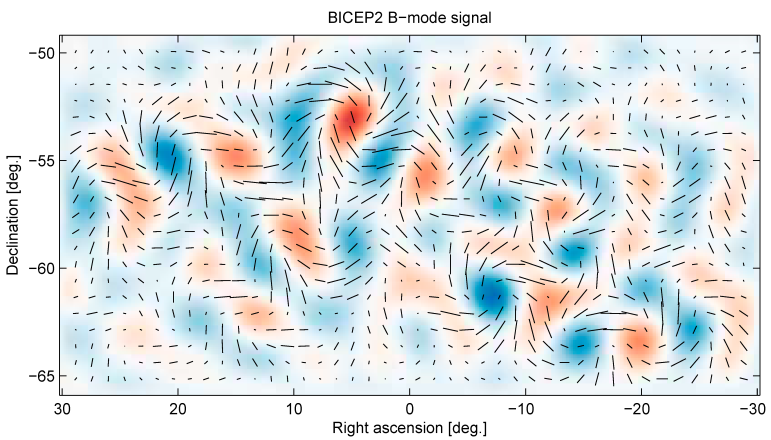 BICEP2 B−mode signal
−50
−55
−60
−65
Declination [deg.]
30 20 10 0 −10 −20 −30
Right ascension [deg.]